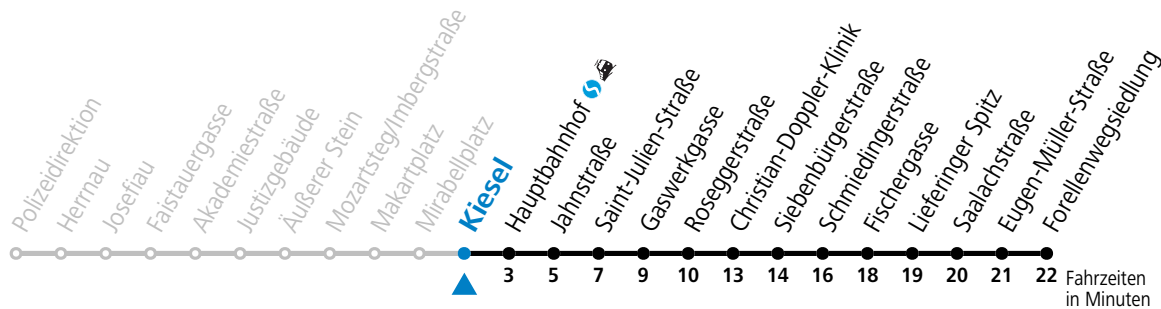 Polizeidirektion
Herrnau
Josefiau
Faistauergasse
Akademiestraße
Justizgebäude
Äußerer Stein
Mozartsteg/Imbergstraße
Makartplatz
Mirabellplatz
Kiesel
Hauptbahnhof
Jahnstraße
Saint-Julien-Straße
Gaswerkgasse
Roseggerstraße
Christian-Doppler-Klinik
Siebenbürgerstraße
Schmiedingerstraße
Fischergasse
Lieferinger Spitz
Saalachstraße
Eugen-Müller-Straße
Forellenwegsiedlung
3 5 7 9 10 13 14 16 18 19 20 21 22 Fahrzeiten
in Minuten